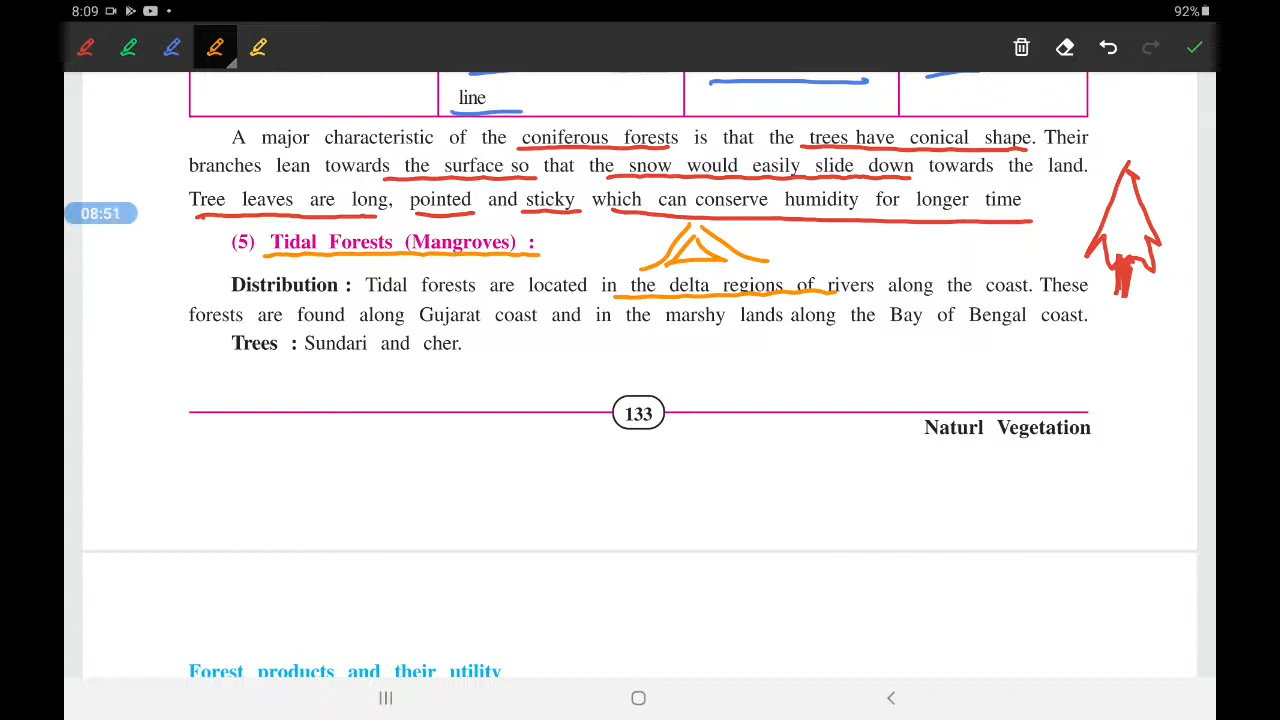 8:09
92%
line
A major characteristic of the coniferous forests is that the trees have conical shape. Their
branches lean towards the surface so that the snow would easily slide down towards the land.
Tree leaves are long, pointed and sticky which can conserve humidity for longer time
08:51
(5) Tidal Forests (Mangroves) :
Distribution : Tidal forests are located in the delta regions of rivers along the coast. These
forests are found along Gujarat coast and in the marshy lands along the Bay of Bengal coast.
Trees : Sundari and cher.
133
Naturl Vegetation
Forest products and their utility